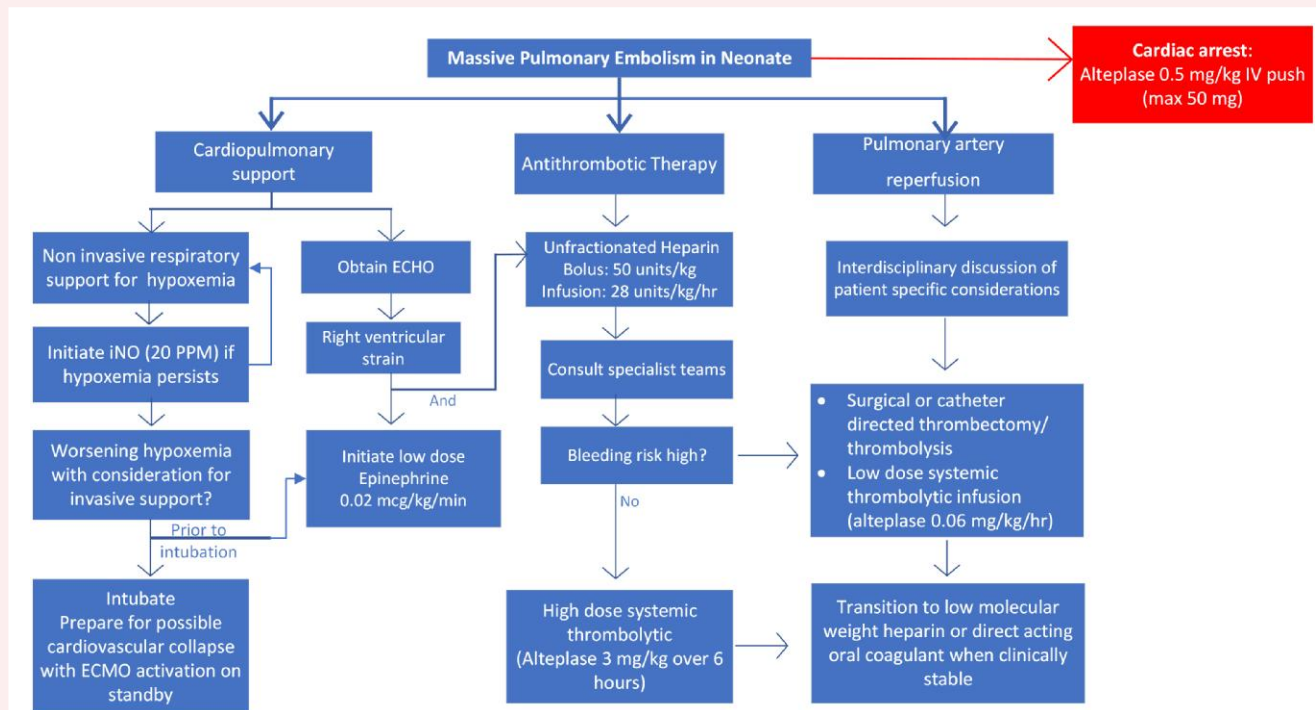 Massive Pulmonary Embolism in Neonate
Cardiac arrest:
Alteplase 0.5 mg/kg IV push
(max 50 mg)
Cardiopulmonary
support
Antithrombotic Therapy
Pulmonary artery
reperfusion
Non invasive respiratory
support for hypoxemia
Obtain ECHO
Unfractionated Heparin
Bolus: 50 units/kg
Infusion: 28 units/kg/hr
Interdisciplinary discussion of
patient specific considerations
Initiate iNO (20 PPM) if
hypoxemia persists
Right ventricular
strain
And
Consult specialist teams
Worsening hypoxemia
with consideration for
invasive support?
Initiate low dose
Epinephrine
0.02 mcg/kg/min
Bleeding risk high?
• Surgical or catheter
directed thrombectomy/
thrombolysis
• Low dose systemic
thrombolytic infusion
(alteplase 0.06 mg/kg/hr)
No
Prior to
intubation
Intubate
Prepare for possible
cardiovascular collapse
with ECMO activation on
standby
High dose systemic
thrombolytic
(Alteplase 3 mg/kg over 6
hours)
Transition to low molecular
weight heparin or direct acting
oral coagulant when clinically
stable